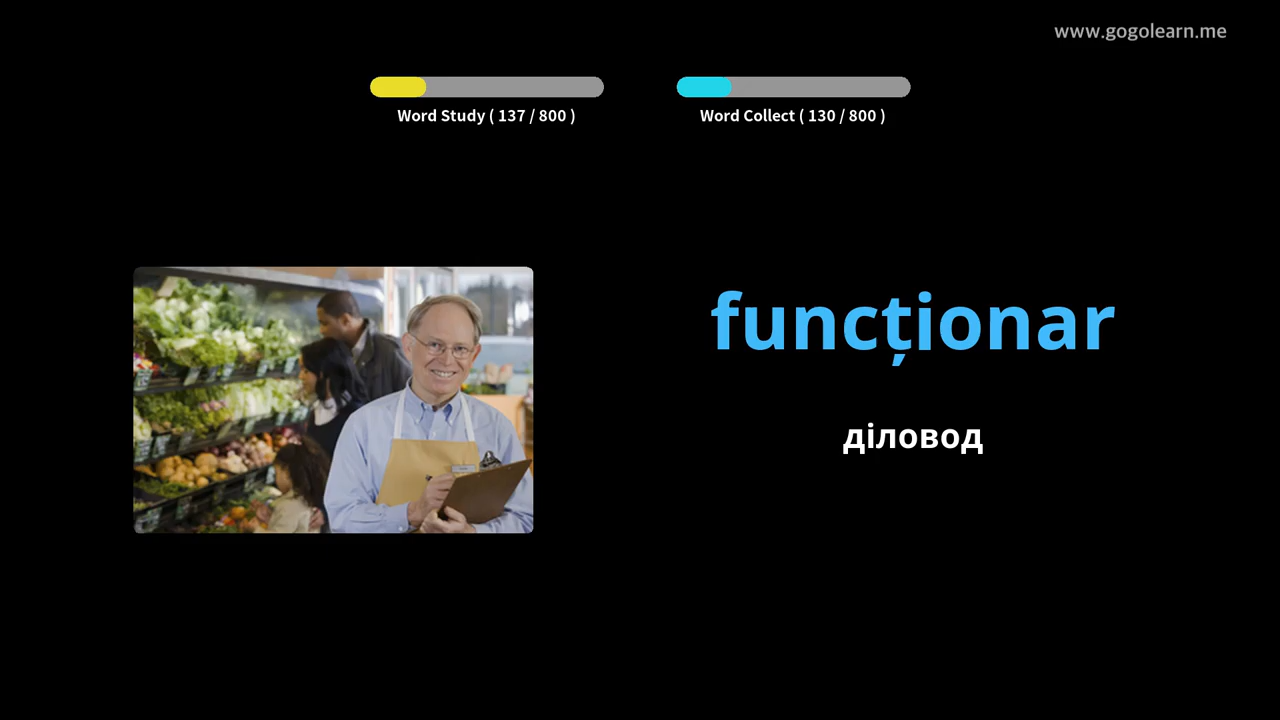 www.gogolearn.me
Word Study ( 137 / 800 )
Word Collect ( 130 / 800 )
funcționar
діловод